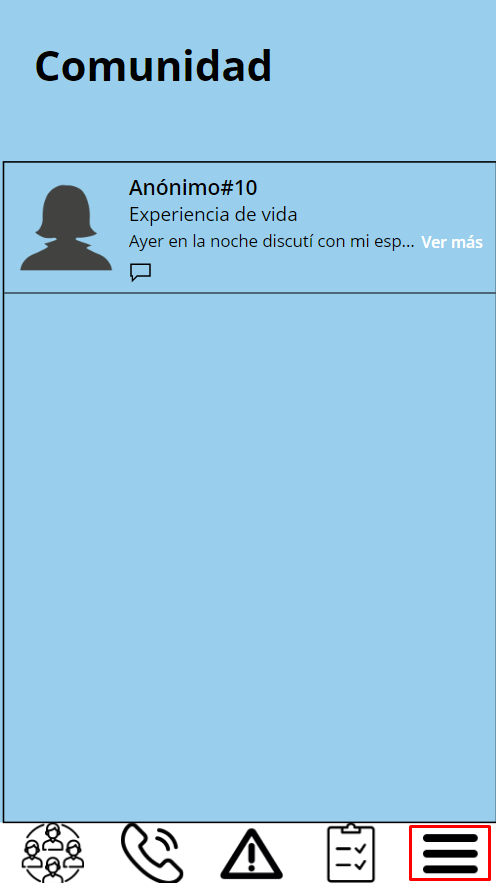 Comunidad
Anónimo#10
Experiencia de vida
Ayer en la noche discutí con mi esp... Ver más